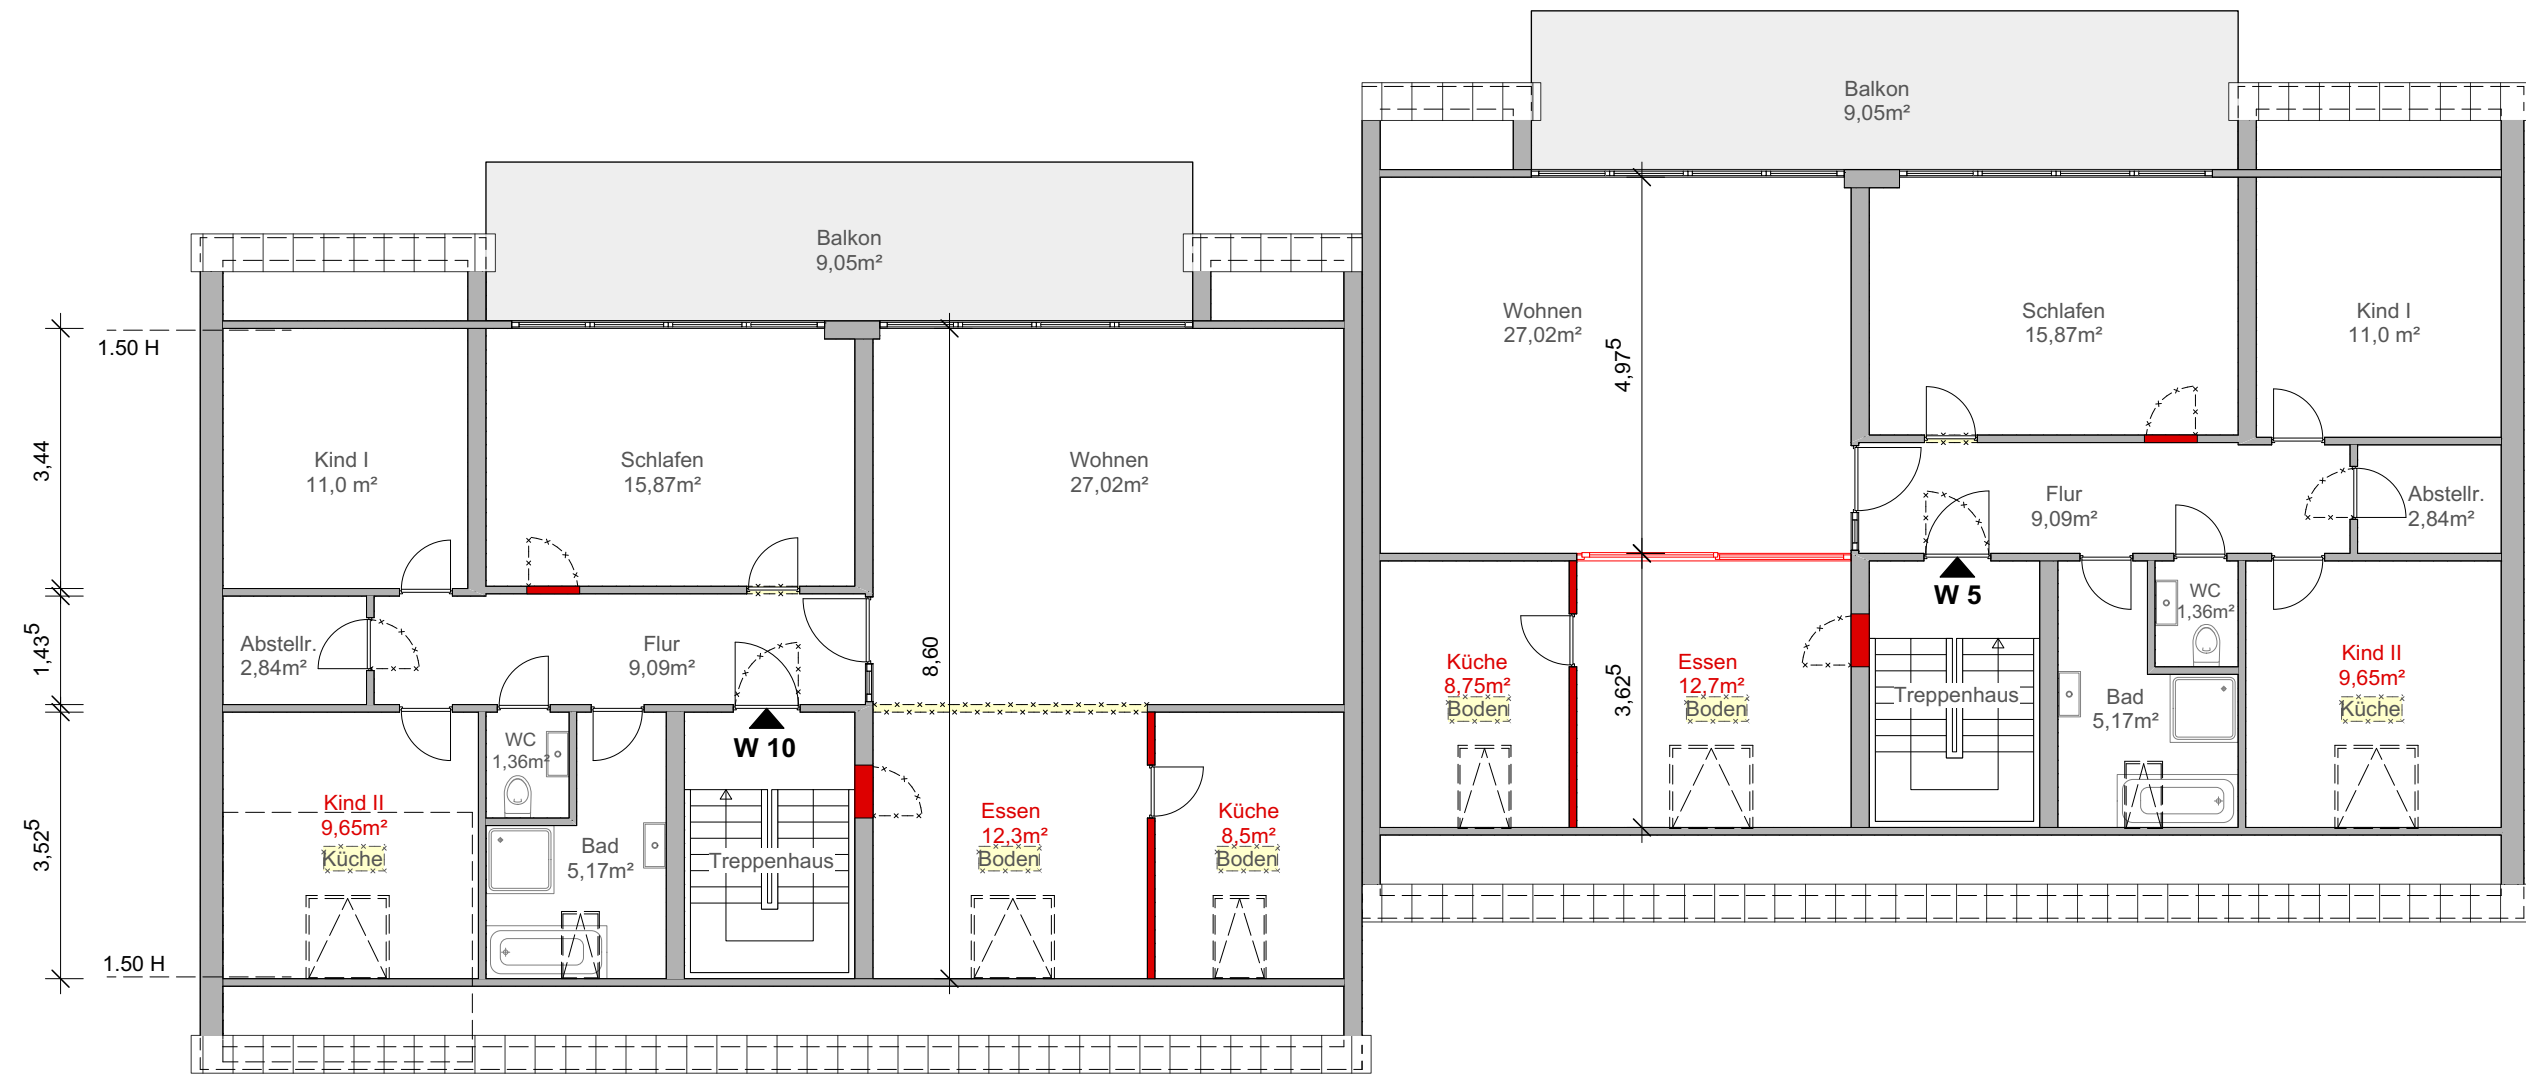 Balkon
9,05m²
1.50 H
3,44
1,43⁵
3,52⁵
1.50 H
Kind I
11,0 m²
Schlafen
15,87m²
Wohnen
27,02m²
Abstellr.
2,84m²
Flur
9,09m²
8,60
W 10
WC
1,36m²
Kind II
9,65m²
Küche
Bad
5,17m²
Treppenhaus
Essen
12,3m²
Boden
Küche
8,5m²
Boden
Balkon
9,05m²
Wohnen
27,02m²
4,97⁵
Schlafen
15,87m²
Kind I
11,0 m²
Flur
9,09m²
Abstellr.
2,84m²
W 5
WC
1,36m²
Küche
8,75m²
Boden
3,62⁵
Essen
12,7m²
Boden
Treppenhaus
Bad
5,17m²
Kind II
9,65m²
Küche